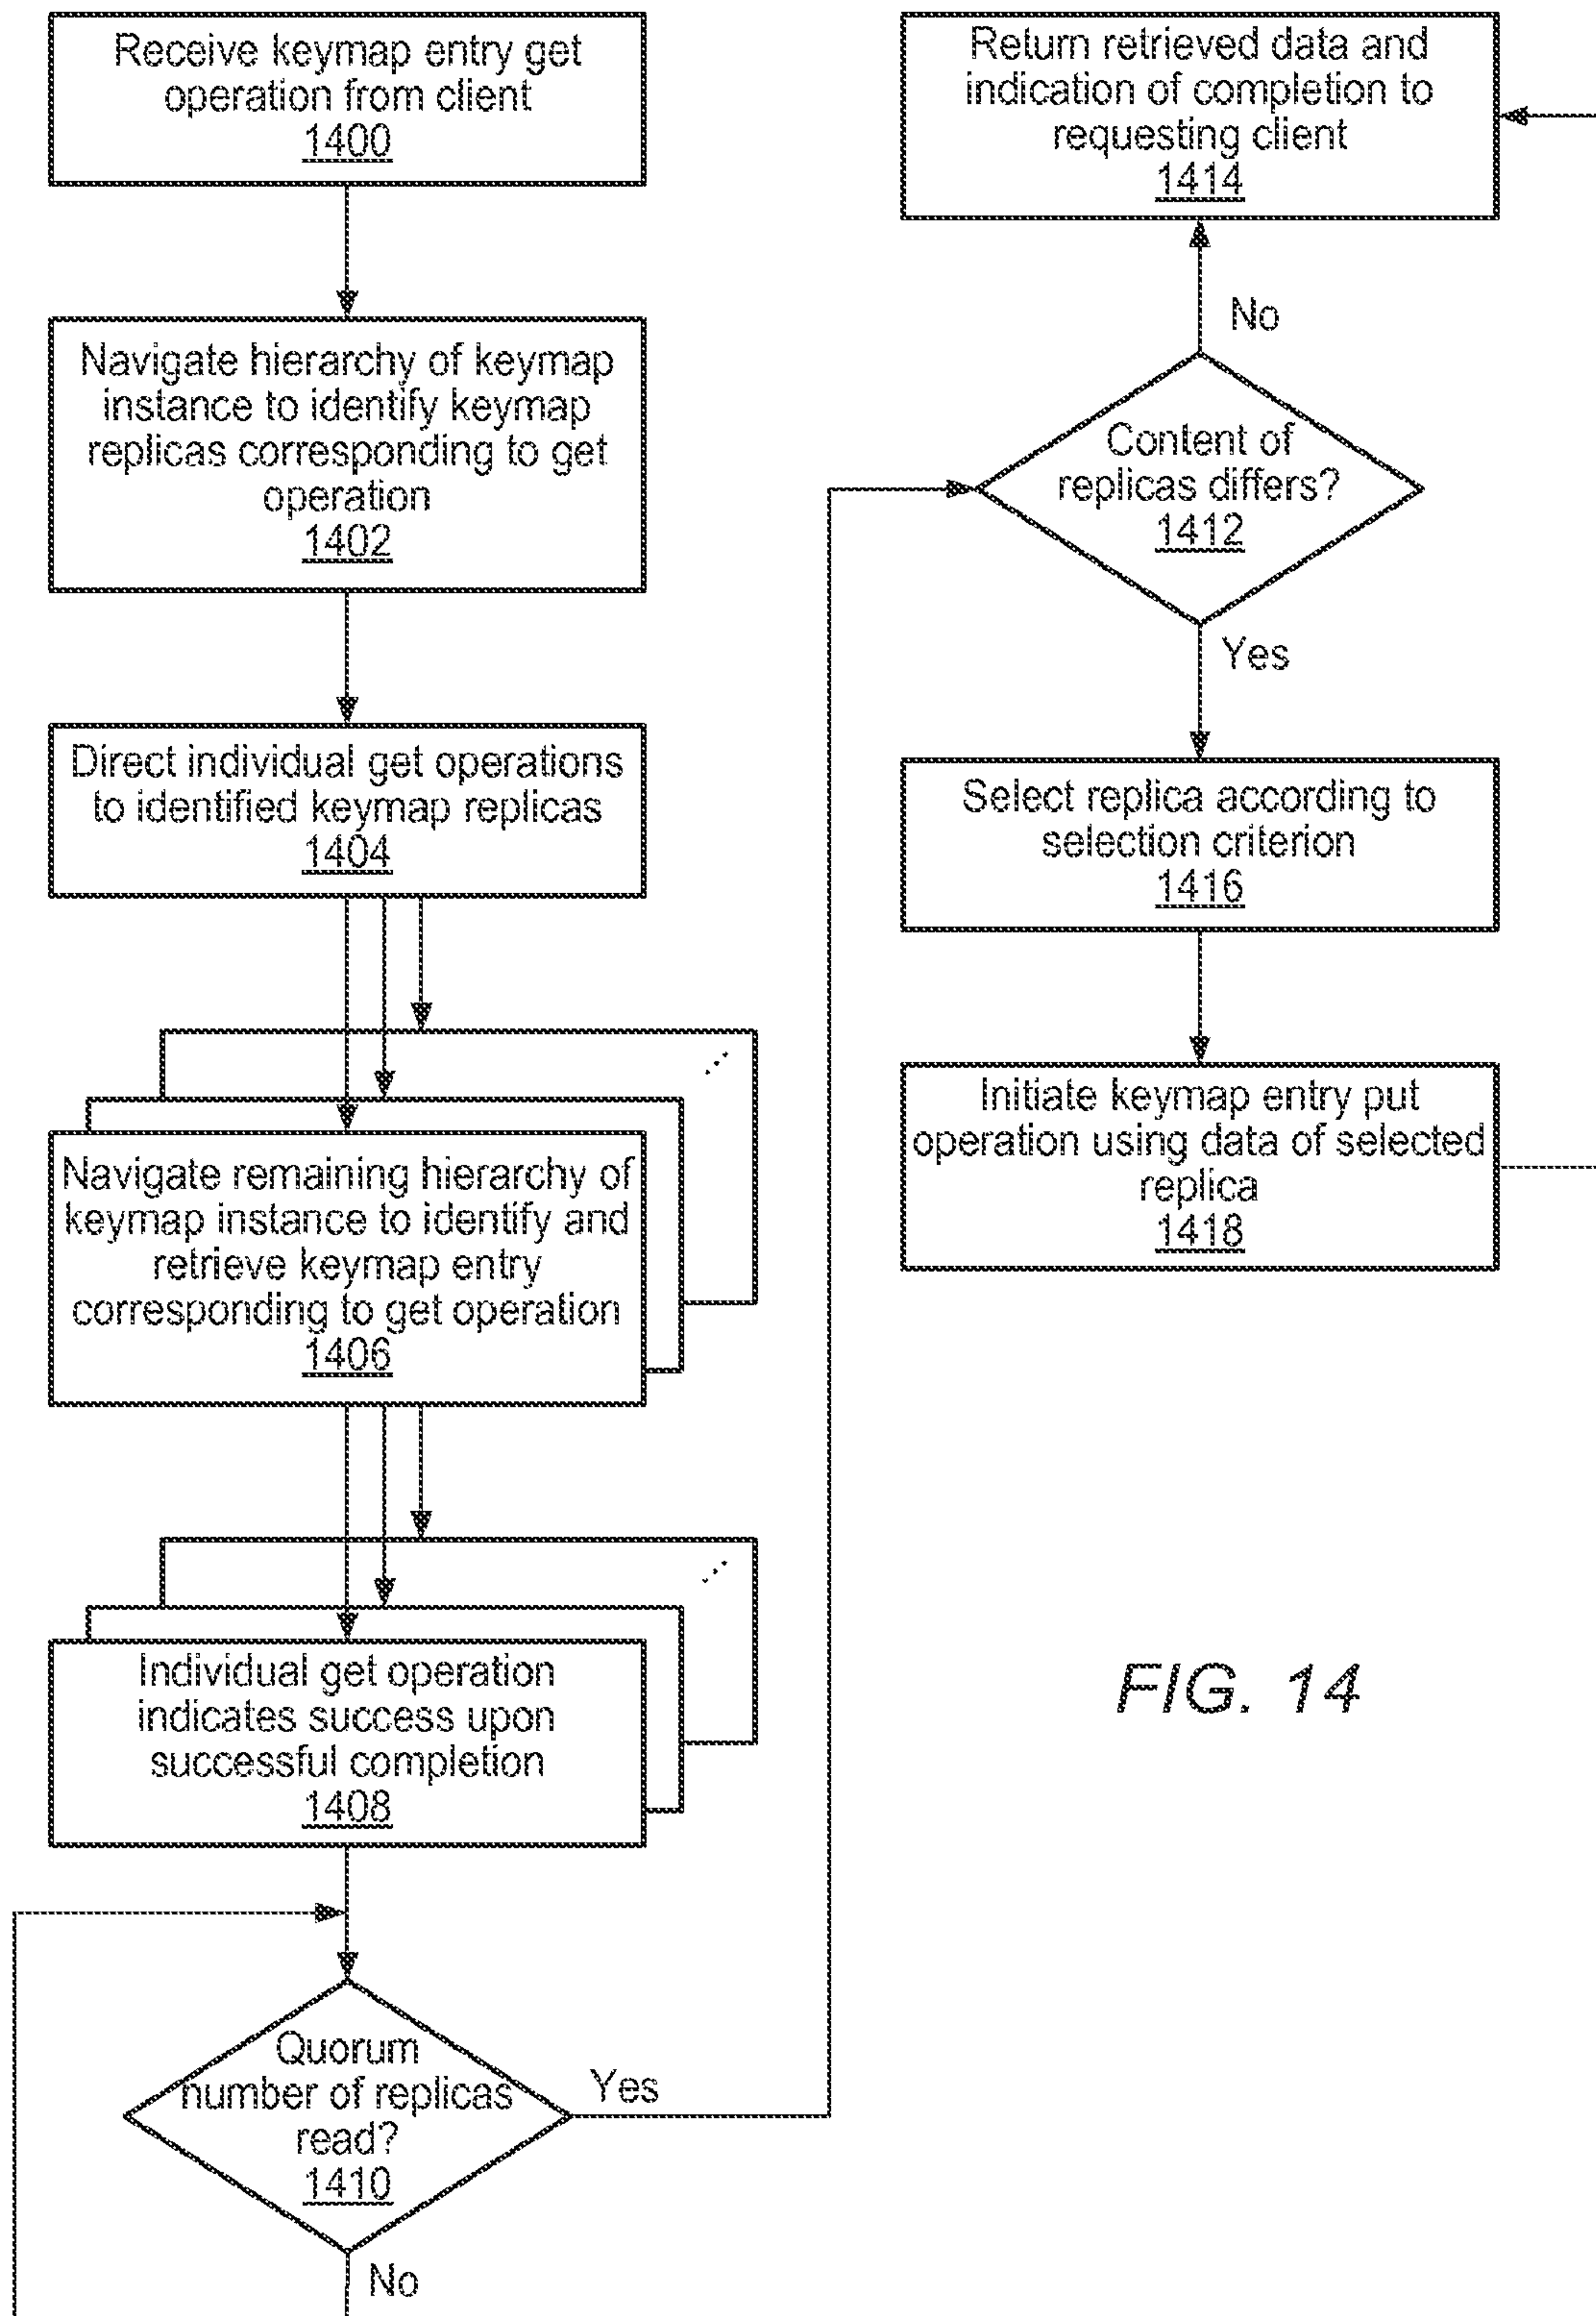 Receive keymap entry get
operation from client
1400
Navigate hierarchy of keymap
instance to identify keymap
replicas corresponding to get
operation
1402
Direct individual get operations
to identified keymap replicas
1404
Navigate remaining hierarchy of
keymap instance to identify and
retrieve keymap entry
corresponding to get operation
1406
Individual get operation
indicates success upon
successful completion
1408
Quorum
number of replicas
read?
1410
Yes
No
Return retrieved data and
indication of completion to
requesting client
1414
No
Content of
replicas differs?
1412
Yes
Select replica according to
selection criterion
1416
Initiate keymap entry put
operation using data of selected
replica
1418
FIG. 14